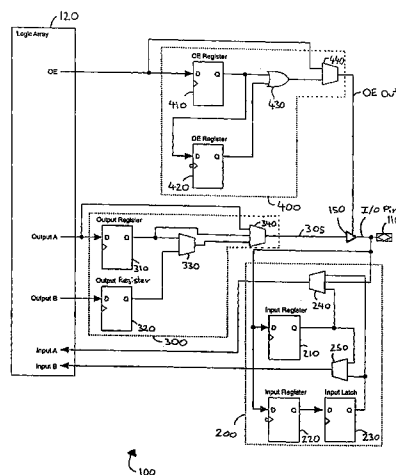 120
Logic Array
OE
OE Register
D Q
410
430
440
OE Register
D Q
420
400
OE Out
150
I/O Pin
110
Output A
Output Register
D Q
310
330
340
305
Output B
Output Register
D Q
320
300
Input A
Input B
240
Input Register
D Q
210
250
Input Register
D Q
220
Input Latch
D Q
230
200
100